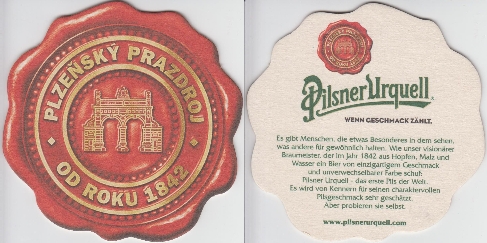 PLZEŇSKÝ PRAZDROJ
OD ROKU 1842
Pilsner Urquell
WENN GESCHMACK ZÄHLT.
Es gibt Menschen, die etwas Besonderes in dem sehen,
was andere für gewöhnlich halten. Wie unser visionärer
Braumeister, der im Jahr 1842 aus Hopfen, Malz und
Wasser ein Bier von einzigartigem Geschmack
und unverwechselbarer Farbe schuf:
Pilsner Urquell - das erste Pils der Welt.
Es wird von Kennern für seinen charaktervollen
Pilsgeschmack sehr geschätzt.
Aber probieren sie selbst.
www.pilsnerurquell.com